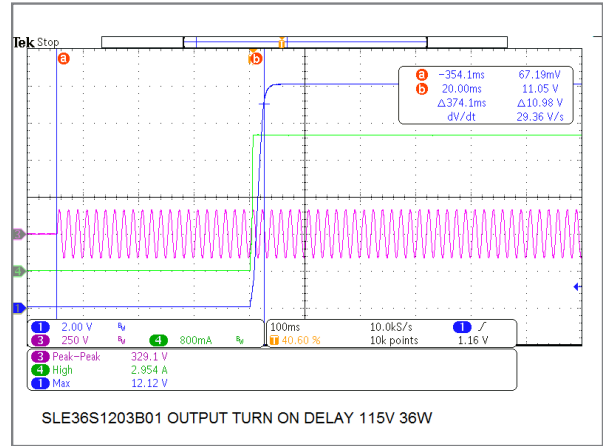 Tek Stop
T
a
b
a -354.1ms 67.19mV
b 20.00ms 11.05 V
Δ374.1ms Δ10.98 V
dV/dt 29.36 V/s
3
4
1
1 2.00 V BW
3 250 V BW 4 800mA BW
100ms 10.0kS/s 1
T 40.60 % 10k points 1.16 V
3 Peak-Peak 329.1 V
4 High 2.954 A
1 Max 12.12 V
SLE36S1203B01 OUTPUT TURN ON DELAY 115V 36W